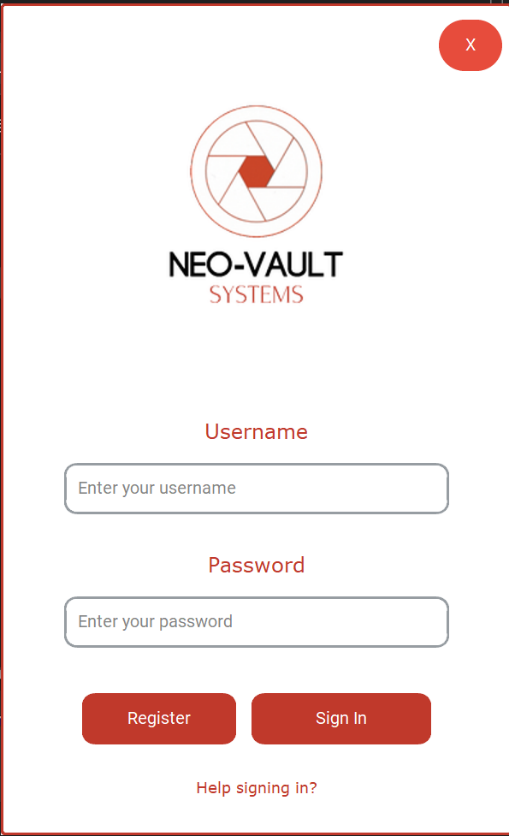 X
NEO-VAULT
SYSTEMS
Username
Enter your username
Password
Enter your password
Register Sign In
Help signing in?